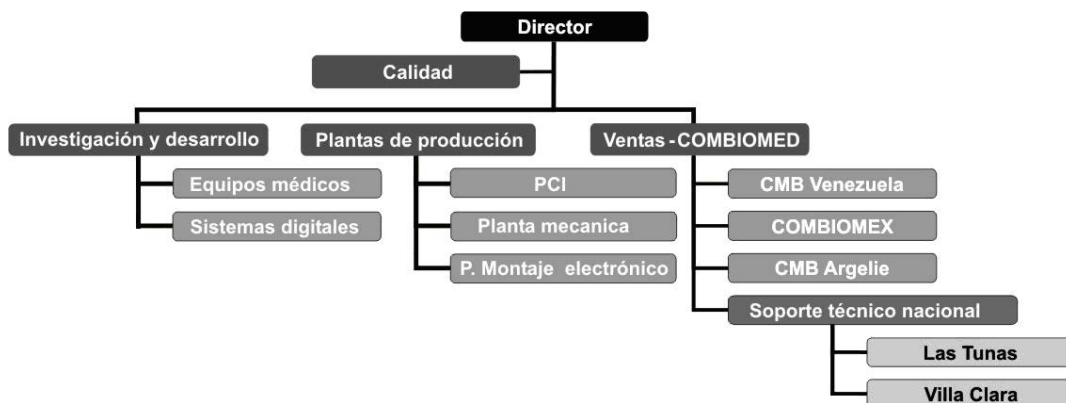 Director
Calidad
Investigación y desarrollo
Equipos médicos
Sistemas digitales
Plantas de producción
PCI
Planta mecanica
P. Montaje electrónico
Ventas - COMBIOMED
CMB Venezuela
COMBIOMEX
CMB Argelie
Soporte técnico nacional
Las Tunas
Villa Clara